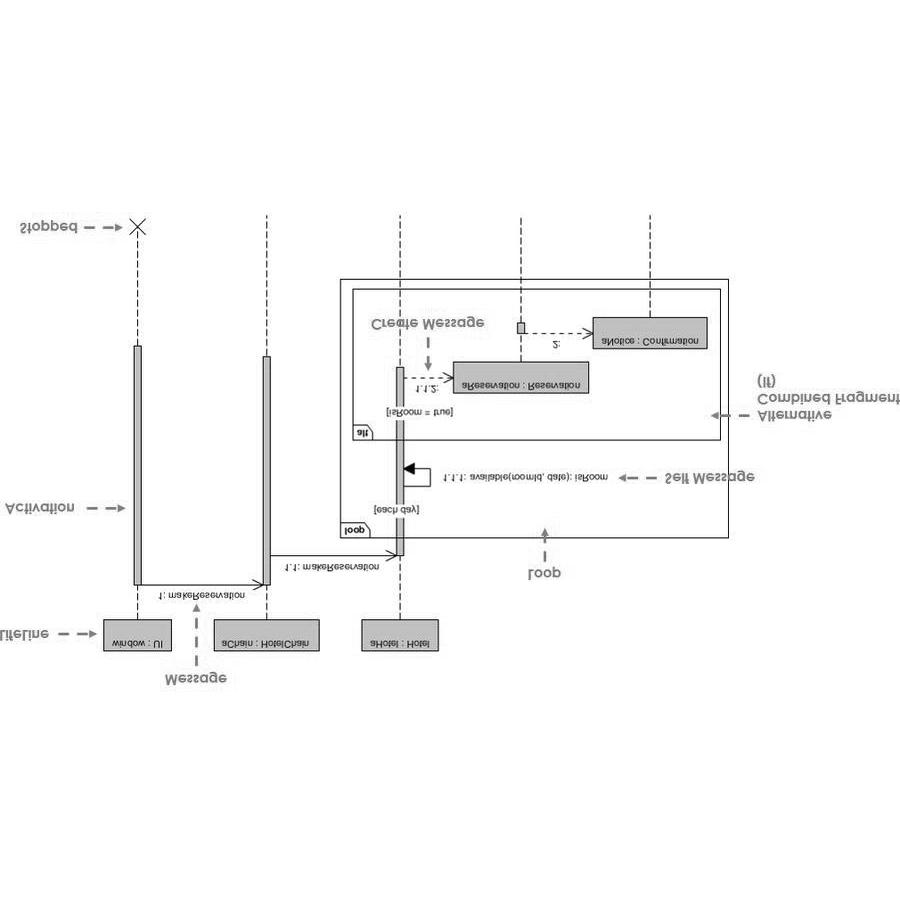 Message
LifeLine
window : UI
aChain : HotelChain
aHotel : Hotel
1: makeReservation
1.1: makeReservation
Loop
loop
[each day]
Activation
1.1.1: available(roomId, date): isRoom
Self Message
alt
[isRoom = true]
Alternative
Combined Fragment
(If)
1.1.2:
aReservation : Reservation
Create Message
2:
aNotice : Confirmation
Stopped